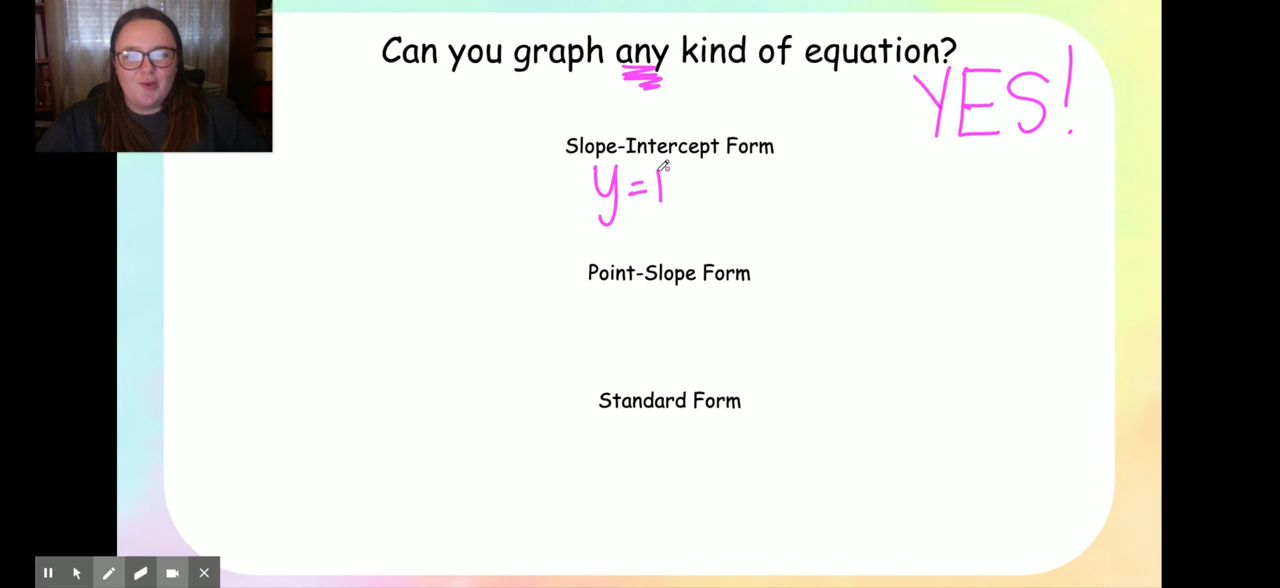 Can you graph any kind of equation?
YES!
Slope-Intercept Form
y=
Point-Slope Form
Standard Form